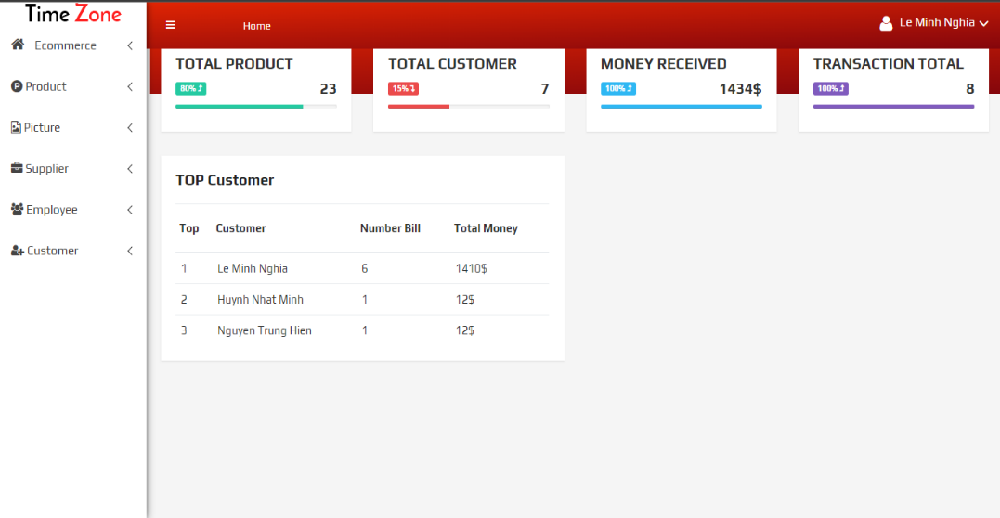 Time Zone
Home
Le Minh Nghia
Ecommerce
Product
Picture
Supplier
Employee
Customer
TOTAL PRODUCT
80%
23
TOTAL CUSTOMER
15%
7
MONEY RECEIVED
100%
1434$
TRANSACTION TOTAL
100%
8
TOP Customer
Top Customer Number Bill Total Money
1 Le Minh Nghia 6 1410$
2 Huynh Nhat Minh 1 12$
3 Nguyen Trung Hien 1 12$